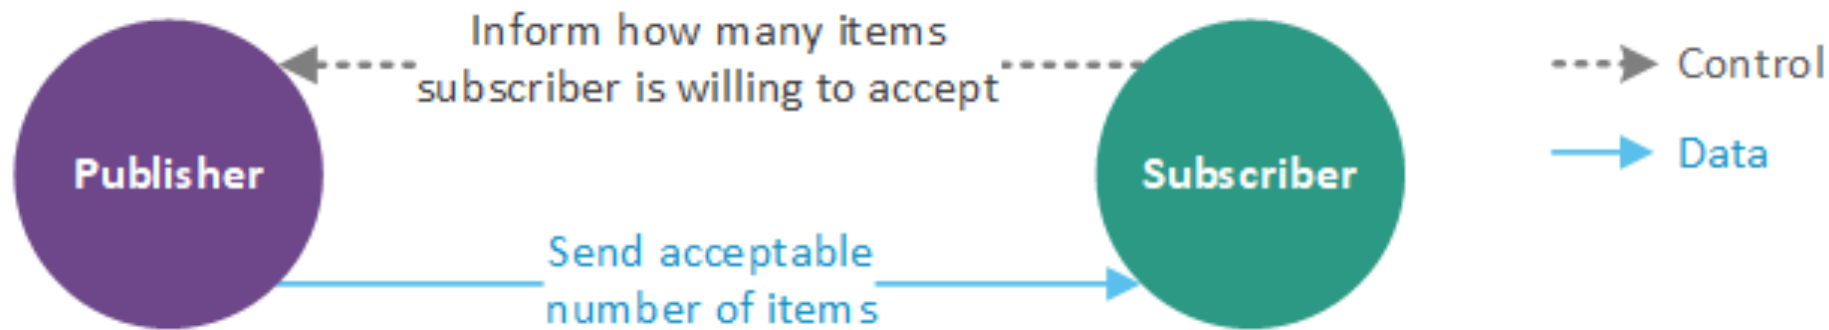 Inform how many items
subscriber is willing to accept
Control
Publisher
Subscriber
Data
Send acceptable
number of items